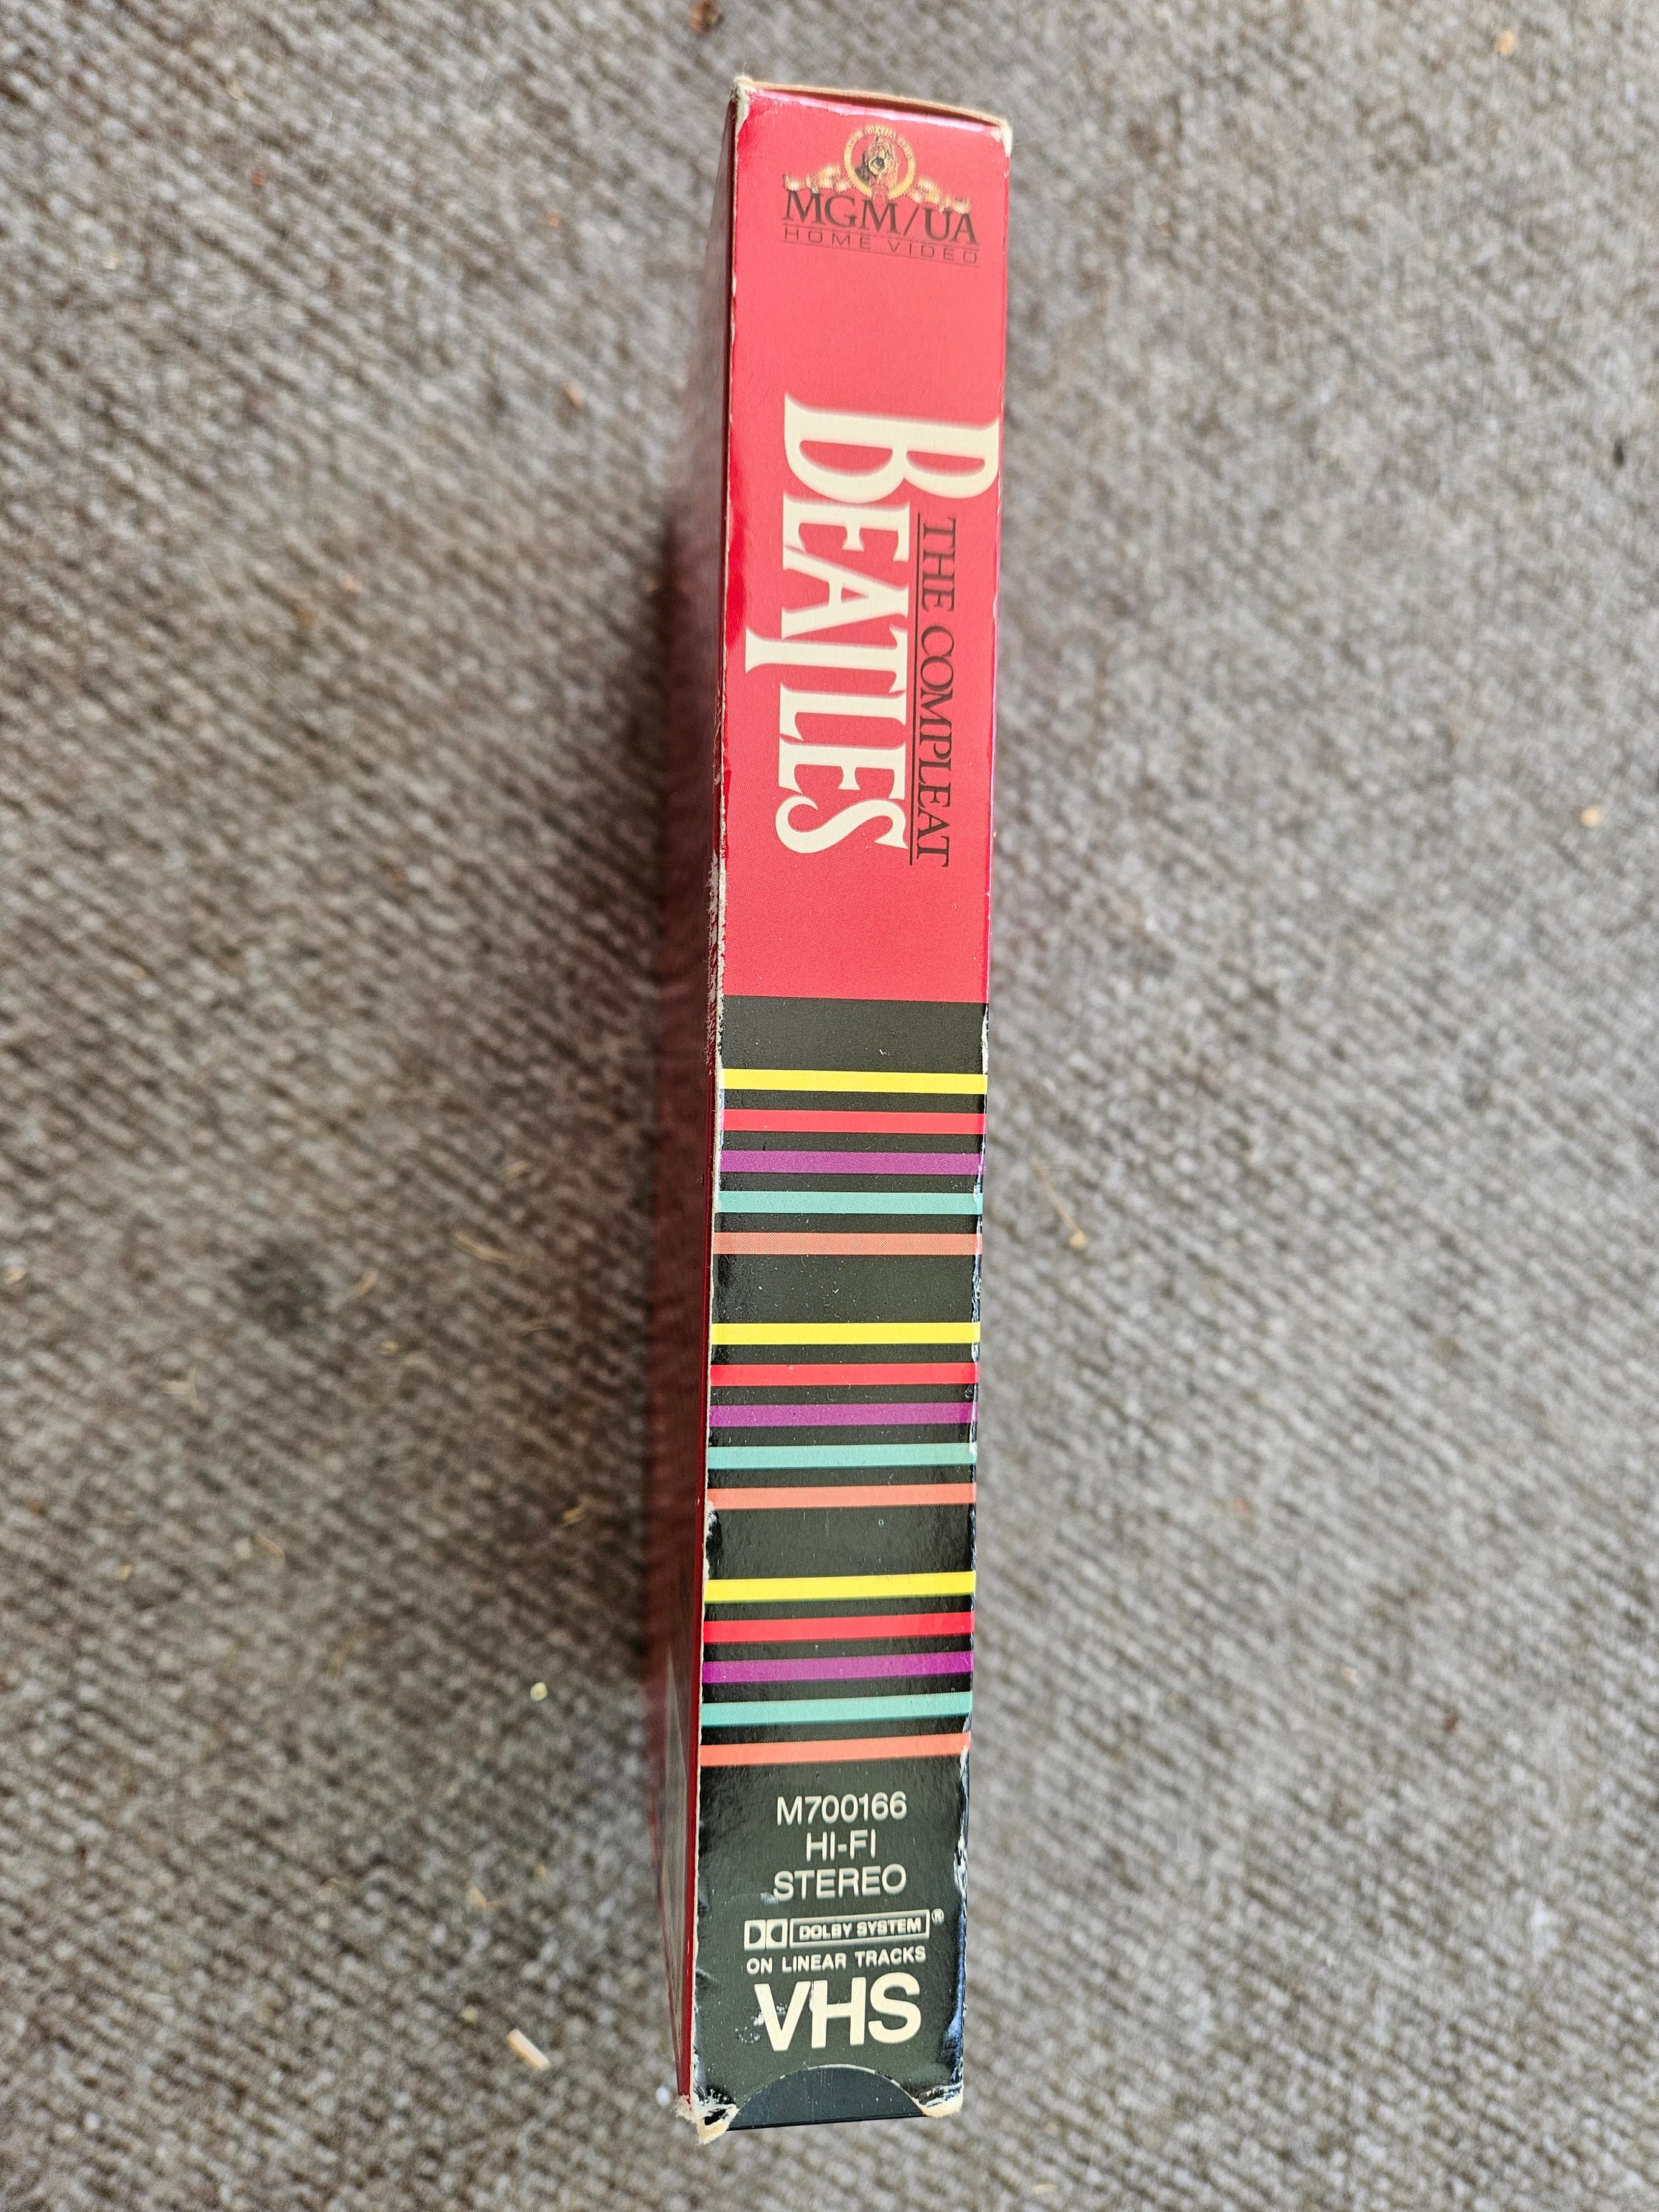 MGM/UA
HOME VIDEO
THE COMPLEAT
BEATLES
M700166
HI-FI
STEREO
DOLBY SYSTEM®
ON LINEAR TRACKS
VHS